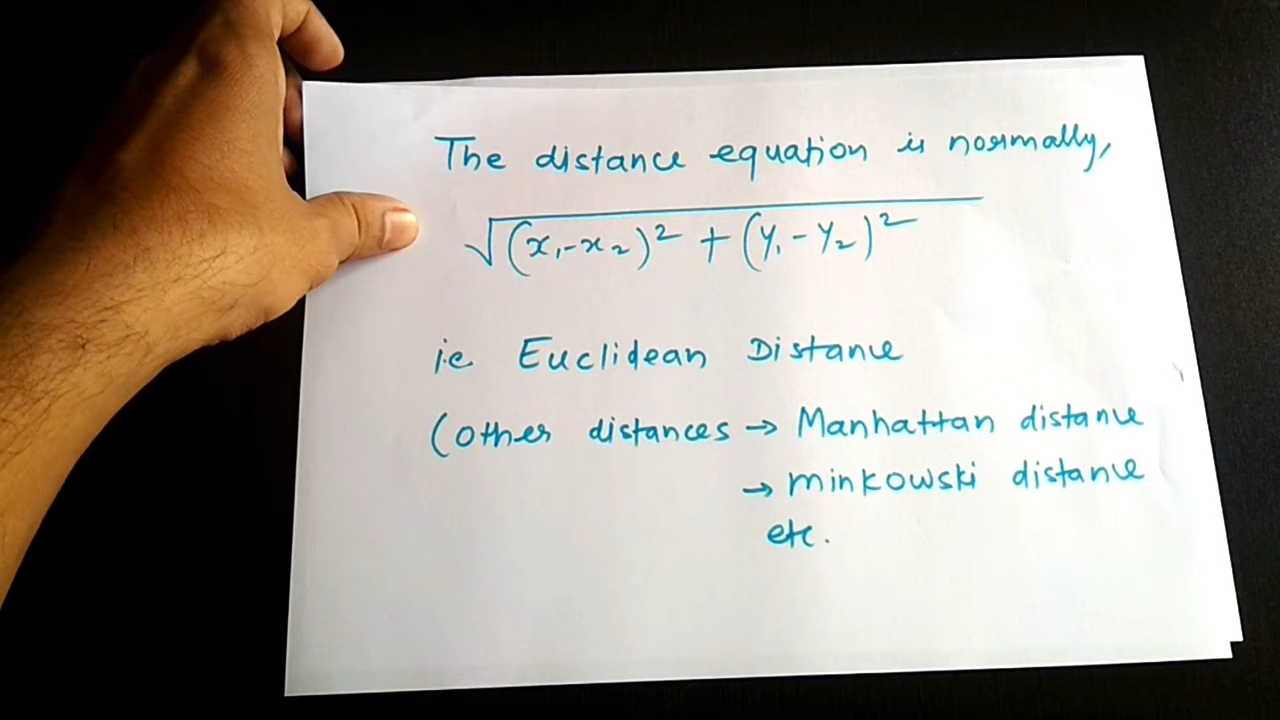 The distance equation is normally,
√(x₁-x₂)² + (y₁-y₂)²
i.e Euclidean Distance
(other distances → Manhattan distance
→ minkowski distance
etc.